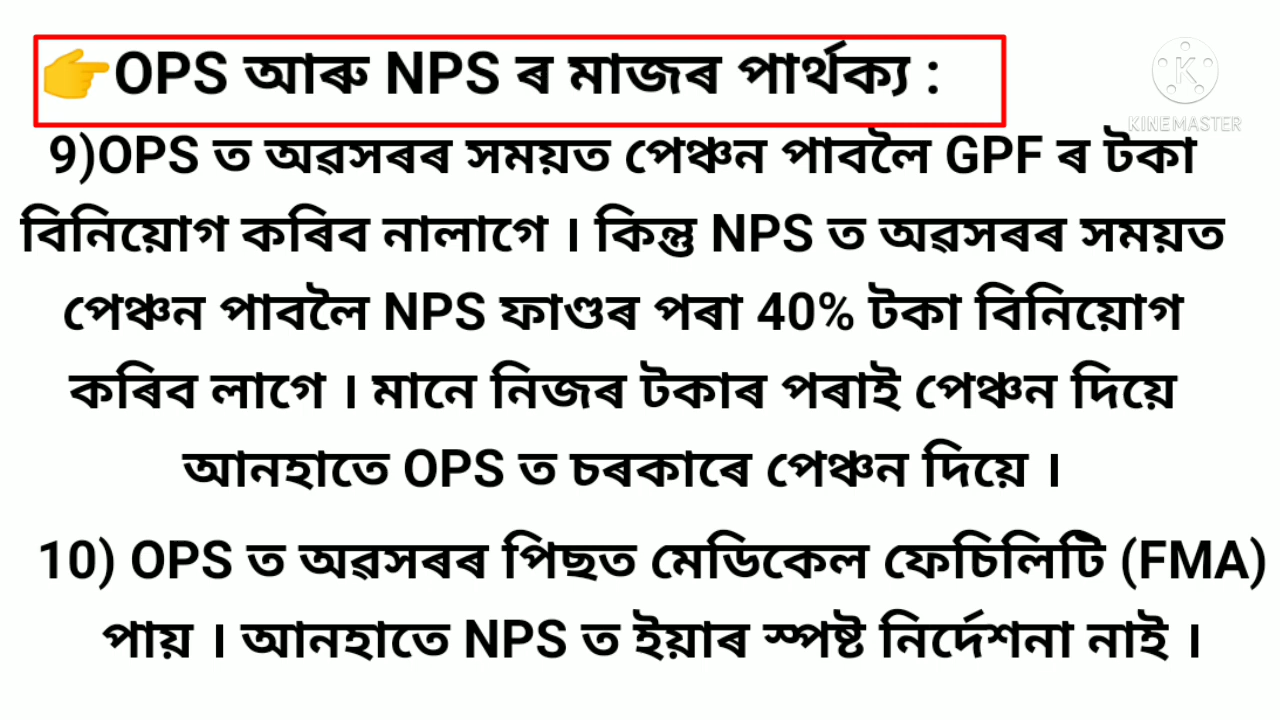 👉OPS আৰু NPS ৰ মাজৰ পাৰ্থক্য :
KINEMASTER
9)OPS ত অৱসৰৰ সময়ত পেঞ্চন পাবলৈ GPF ৰ টকা
বিনিয়োগ কৰিব নালাগে । কিন্তু NPS ত অৱসৰৰ সময়ত
পেঞ্চন পাবলৈ NPS ফাণ্ডৰ পৰা 40% টকা বিনিয়োগ
কৰিব লাগে । মানে নিজৰ টকাৰ পৰাই পেঞ্চন দিয়ে
আনহাতে OPS ত চৰকাৰে পেঞ্চন দিয়ে ।
10) OPS ত অৱসৰৰ পিছত মেডিকেল ফেচিলিটি (FMA)
পায় । আনহাতে NPS ত ইয়াৰ স্পষ্ট নিৰ্দেশনা নাই ।